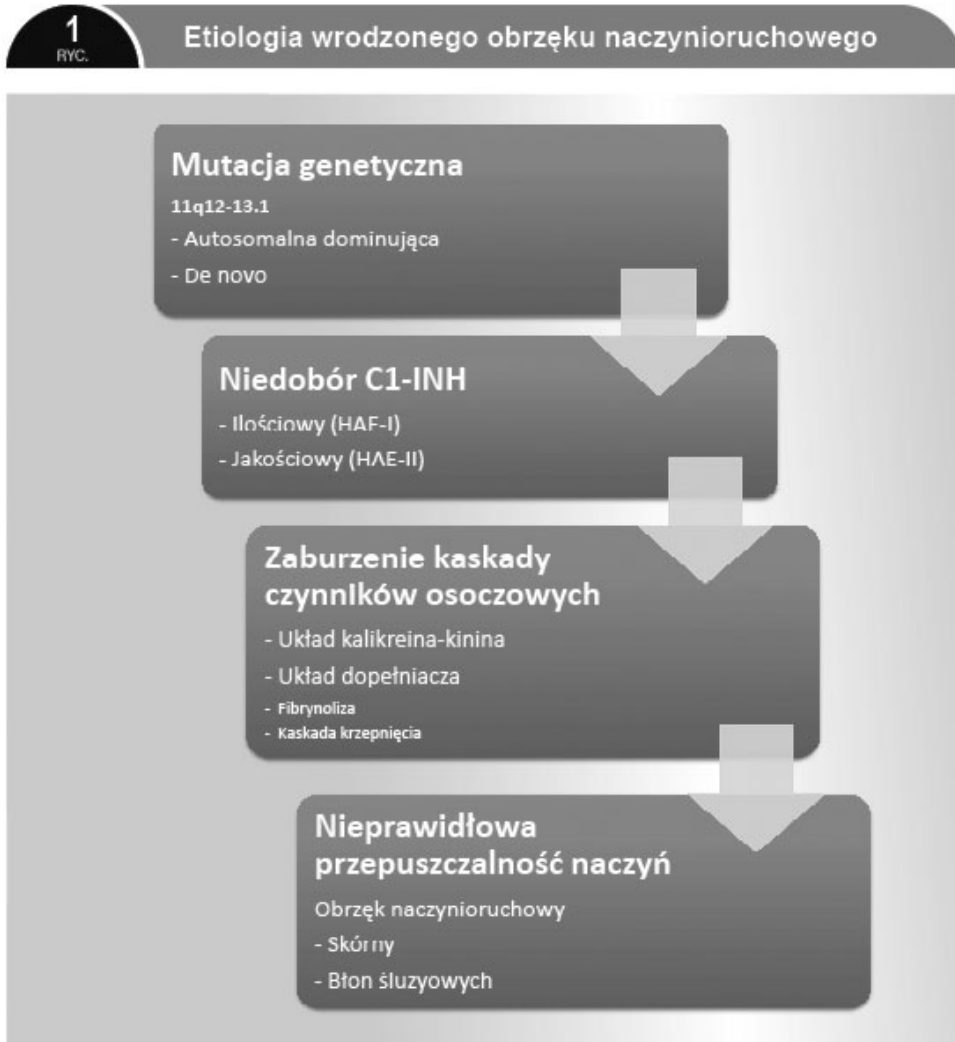 1
RYC.
Etiologia wrodzonego obrzęku naczynioruchowego
Mutacja genetyczna
11q12-13.1
- Autosomalna dominująca
- De novo
Niedobór C1-INH
- Ilościowy (HAE-I)
- Jakościowy (HAE-II)
Zaburzenie kaskady
czynników osoczowych
- Układ kalikreina-kinina
- Układ dopełniacza
- Fibrynoliza
- Kaskada krzepnięcia
Nieprawidłowa
przepuszczalność naczyń
Obrzęk naczynioruchowy
- Skórny
- Błon śluzyowych